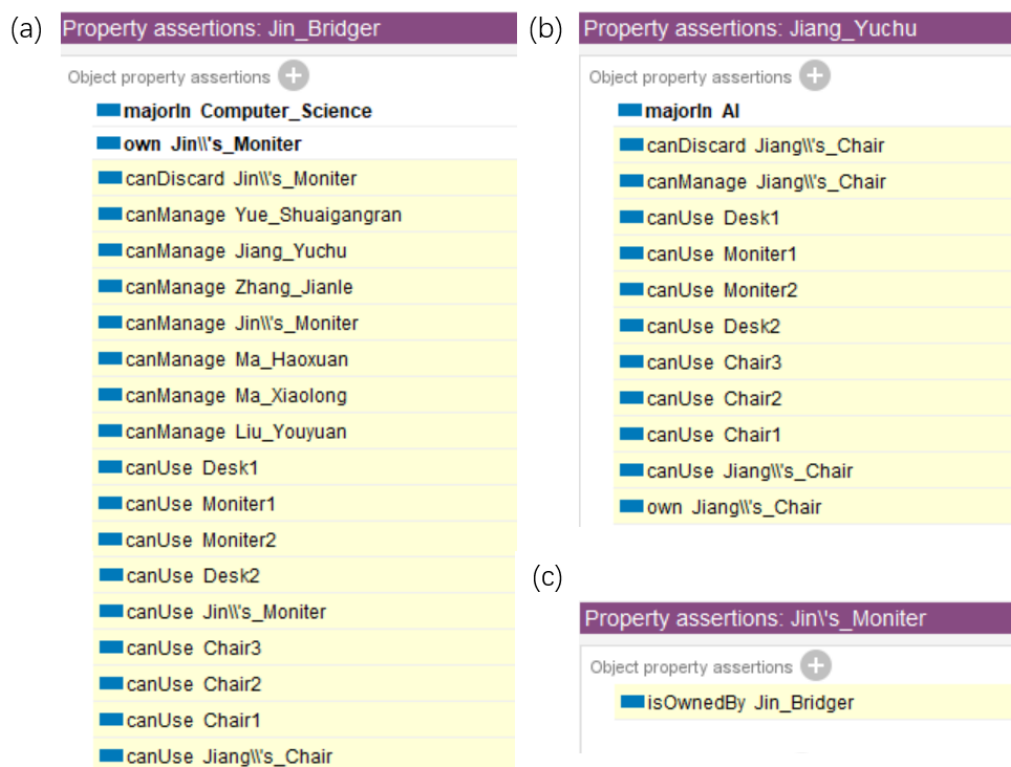 (a)
Property assertions: Jin_Bridger
Object property assertions
majorIn Computer_Science
own Jin\\'s_Moniter
canDiscard Jin\\'s_Moniter
canManage Yue_Shuaigangran
canManage Jiang_Yuchu
canManage Zhang_Jianle
canManage Jin\\'s_Moniter
canManage Ma_Haoxuan
canManage Ma_Xiaolong
canManage Liu_Youyuan
canUse Desk1
canUse Moniter1
canUse Moniter2
canUse Desk2
canUse Jin\\'s_Moniter
canUse Chair3
canUse Chair2
canUse Chair1
canUse Jiang\\'s_Chair
(b)
Property assertions: Jiang_Yuchu
Object property assertions
majorIn AI
canDiscard Jiang\\'s_Chair
canManage Jiang\\'s_Chair
canUse Desk1
canUse Moniter1
canUse Moniter2
canUse Desk2
canUse Chair3
canUse Chair2
canUse Chair1
canUse Jiang\\'s_Chair
own Jiang\\'s_Chair
(c)
Property assertions: Jin\'s_Moniter
Object property assertions
isOwnedBy Jin_Bridger